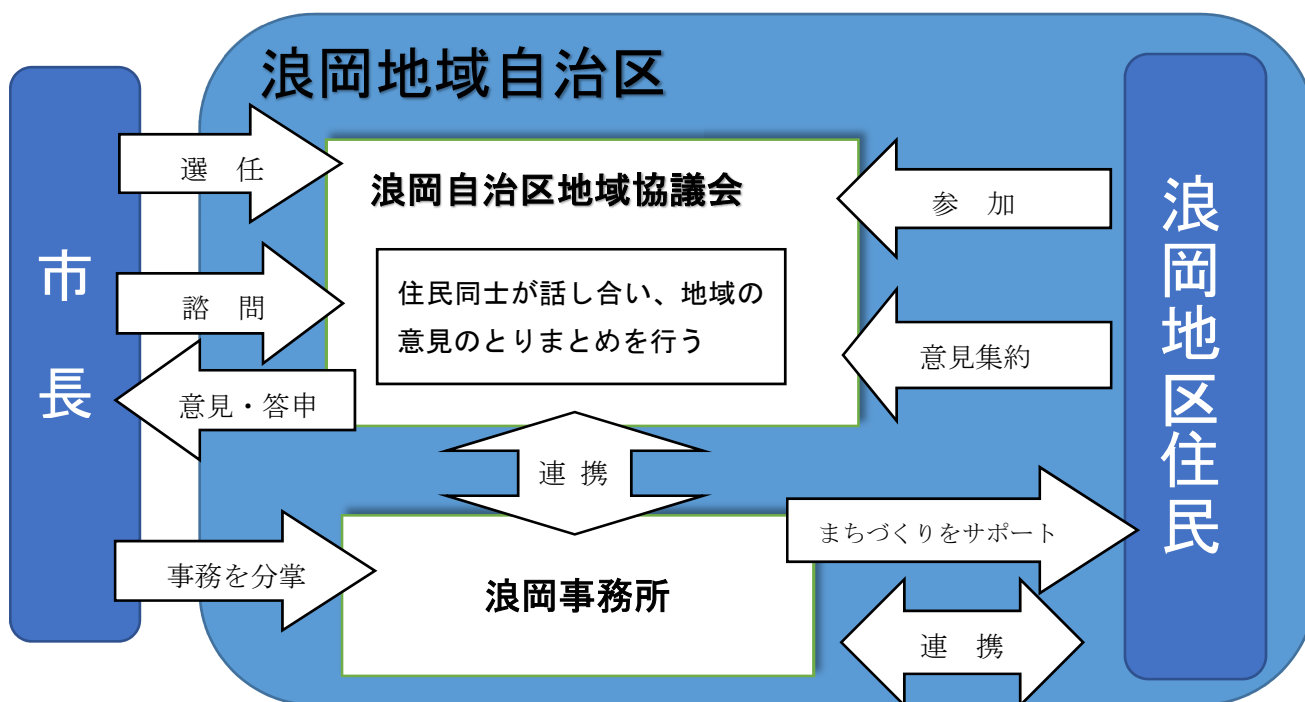 浪岡地域自治区
市長
選　任
諮　問
意見・答申
事務を分掌
浪岡自治区地域協議会
住民同士が話し合い、地域の
意見のとりまとめを行う
連 携
浪岡事務所
参　加
意見集約
まちづくりをサポート
連　携
浪岡地区住民